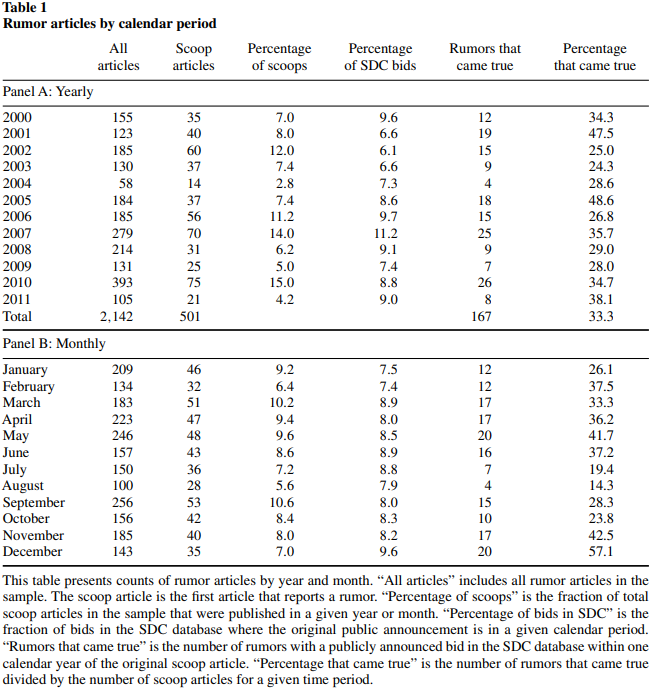 Table 1
Rumor articles by calendar period
All articles Scoop articles Percentage of scoops Percentage of SDC bids Rumors that came true Percentage that came true
Panel A: Yearly
2000 155 35 7.0 9.6 12 34.3
2001 123 40 8.0 6.6 19 47.5
2002 185 60 12.0 6.1 15 25.0
2003 130 37 7.4 6.6 9 24.3
2004 58 14 2.8 7.3 4 28.6
2005 184 37 7.4 8.6 18 48.6
2006 185 56 11.2 9.7 15 26.8
2007 279 70 14.0 11.2 25 35.7
2008 214 31 6.2 9.1 9 29.0
2009 131 25 5.0 7.4 7 28.0
2010 393 75 15.0 8.8 26 34.7
2011 105 21 4.2 9.0 8 38.1
Total 2,142 501 167 33.3
Panel B: Monthly
January 209 46 9.2 7.5 12 26.1
February 134 32 6.4 7.4 12 37.5
March 183 51 10.2 8.9 17 33.3
April 223 47 9.4 8.0 17 36.2
May 246 48 9.6 8.5 20 41.7
June 157 43 8.6 8.9 16 37.2
July 150 36 7.2 8.8 7 19.4
August 100 28 5.6 7.9 4 14.3
September 256 53 10.6 8.0 15 28.3
October 156 42 8.4 8.3 10 23.8
November 185 40 8.0 8.2 17 42.5
December 143 35 7.0 9.6 20 57.1
This table presents counts of rumor articles by year and month. “All articles” includes all rumor articles in the
sample. The scoop article is the first article that reports a rumor. “Percentage of scoops” is the fraction of total
scoop articles in the sample that were published in a given year or month. “Percentage of bids in SDC” is the
fraction of bids in the SDC database where the original public announcement is in a given calendar period.
“Rumors that came true” is the number of rumors with a publicly announced bid in the SDC database within one
calendar year of the original scoop article. “Percentage that came true” is the number of rumors that came true
divided by the number of scoop articles for a given time period.